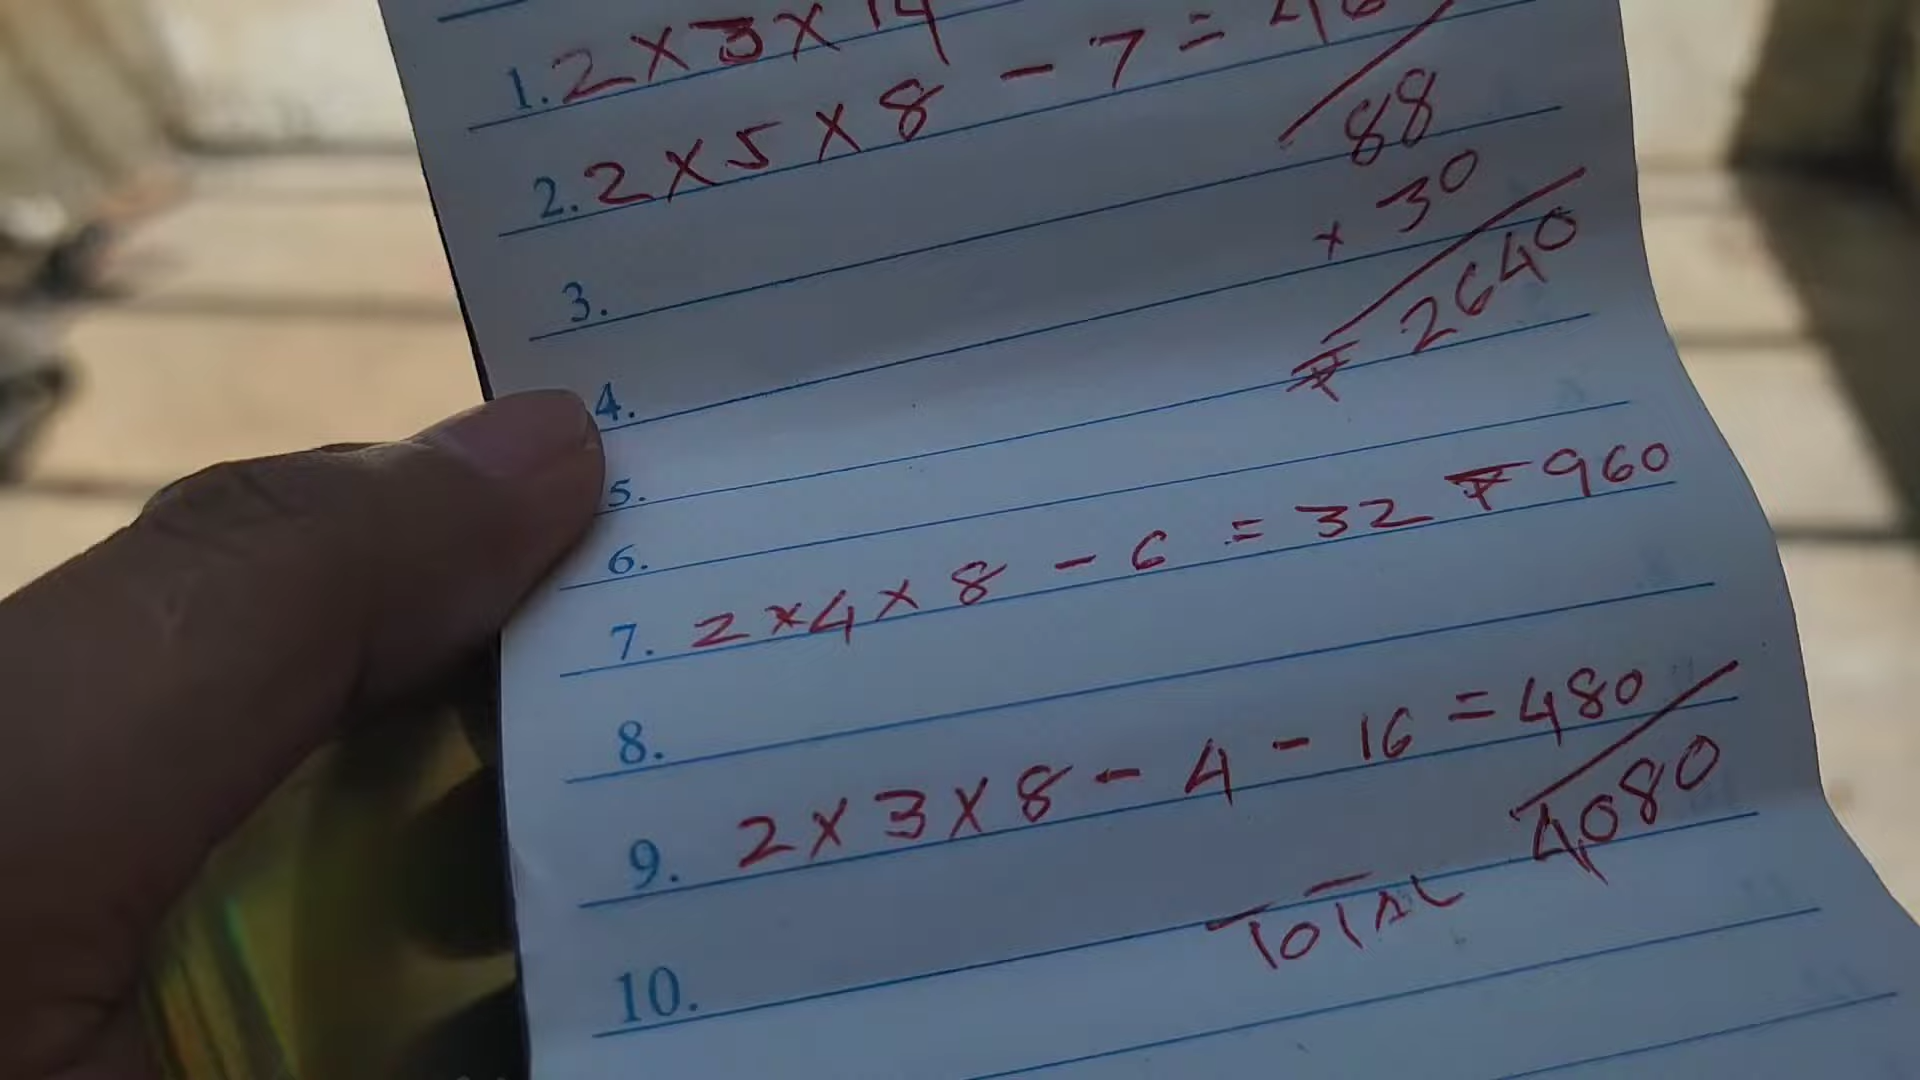 1. 2 x 3 x 14
2. 2 x 5 x 8 - 7 = 46
88
x 30
3.
₹ 2640
4.
5.
6.
7. 2 x 4 x 8 - 6 = 32 ₹ 960
8.
9. 2 x 3 x 8 - 4 - 16 = 480
4080
10.
TOTAL